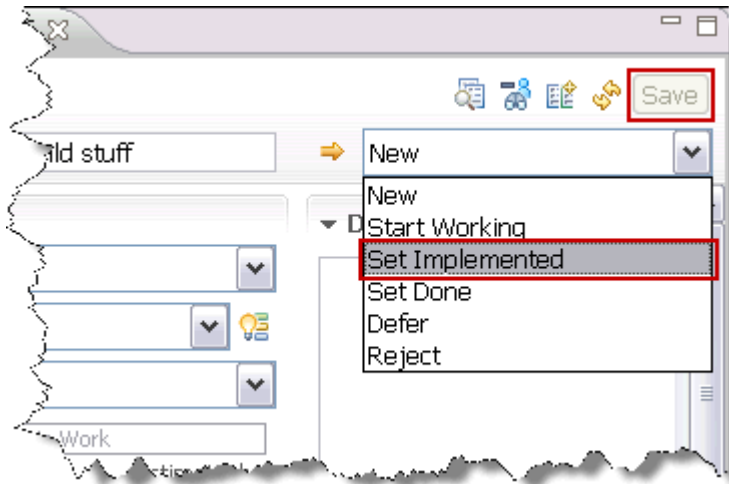 Save
ild stuff
New
New
Start Working
D
Set Implemented
Set Done
Defer
Reject
Work